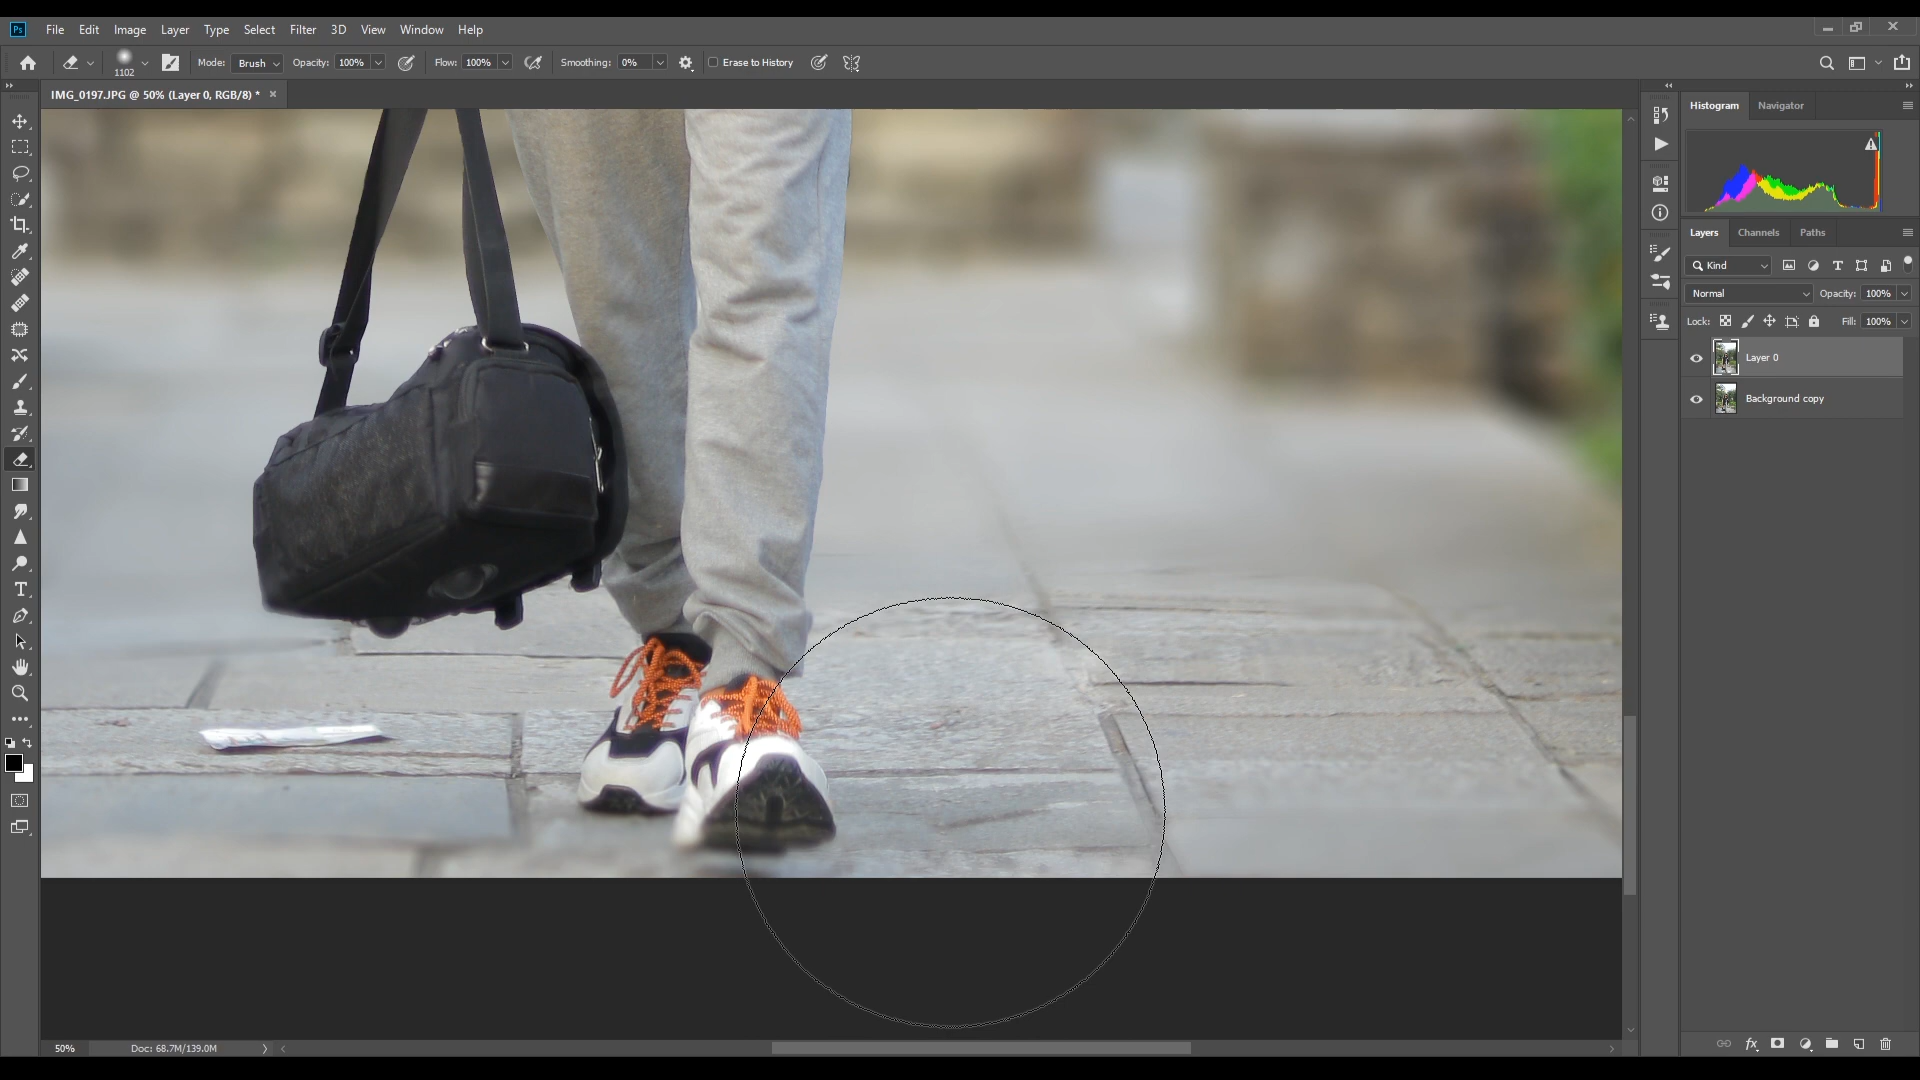 Ps File Edit Image Layer Type Select Filter 3D View Window Help
1102 Mode: Brush Opacity: 100% Flow: 100% Smoothing: 0% Erase to History
IMG_0197.JPG @ 50% (Layer 0, RGB/8) *
Histogram Navigator
Layers Channels Paths
Kind
Normal Opacity: 100%
Lock: Fill: 100%
Layer 0
Background copy
50% Doc: 68.7M/139.0M